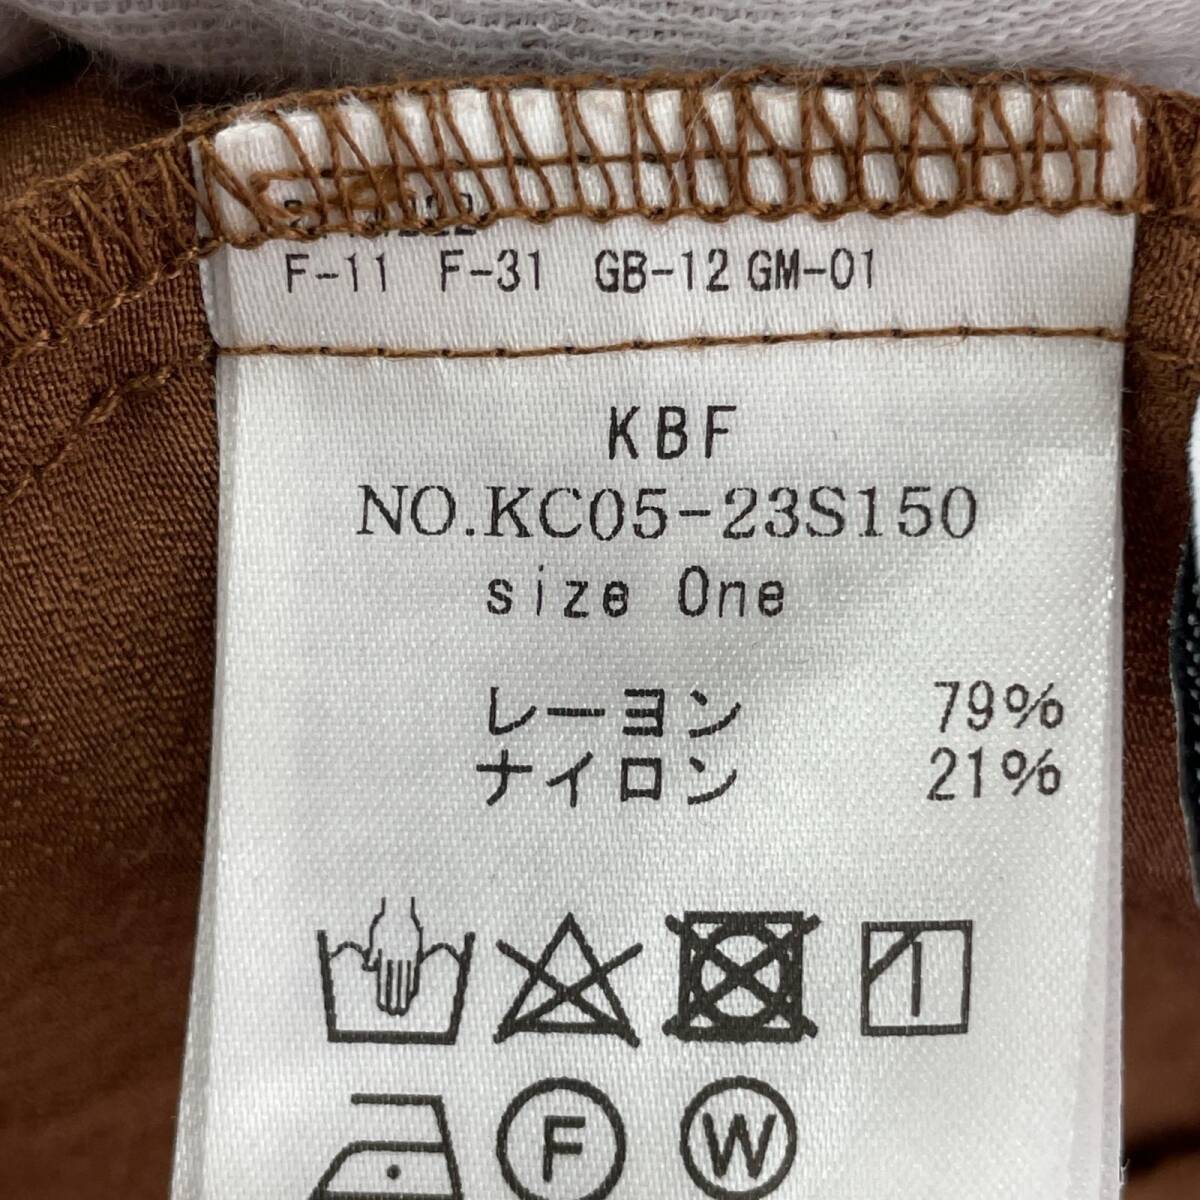 F-11 F-31 GB-12 GM-01
KBF
NO.KC05-23S150
size One
レーヨン 79%
ナイロン 21%
F W